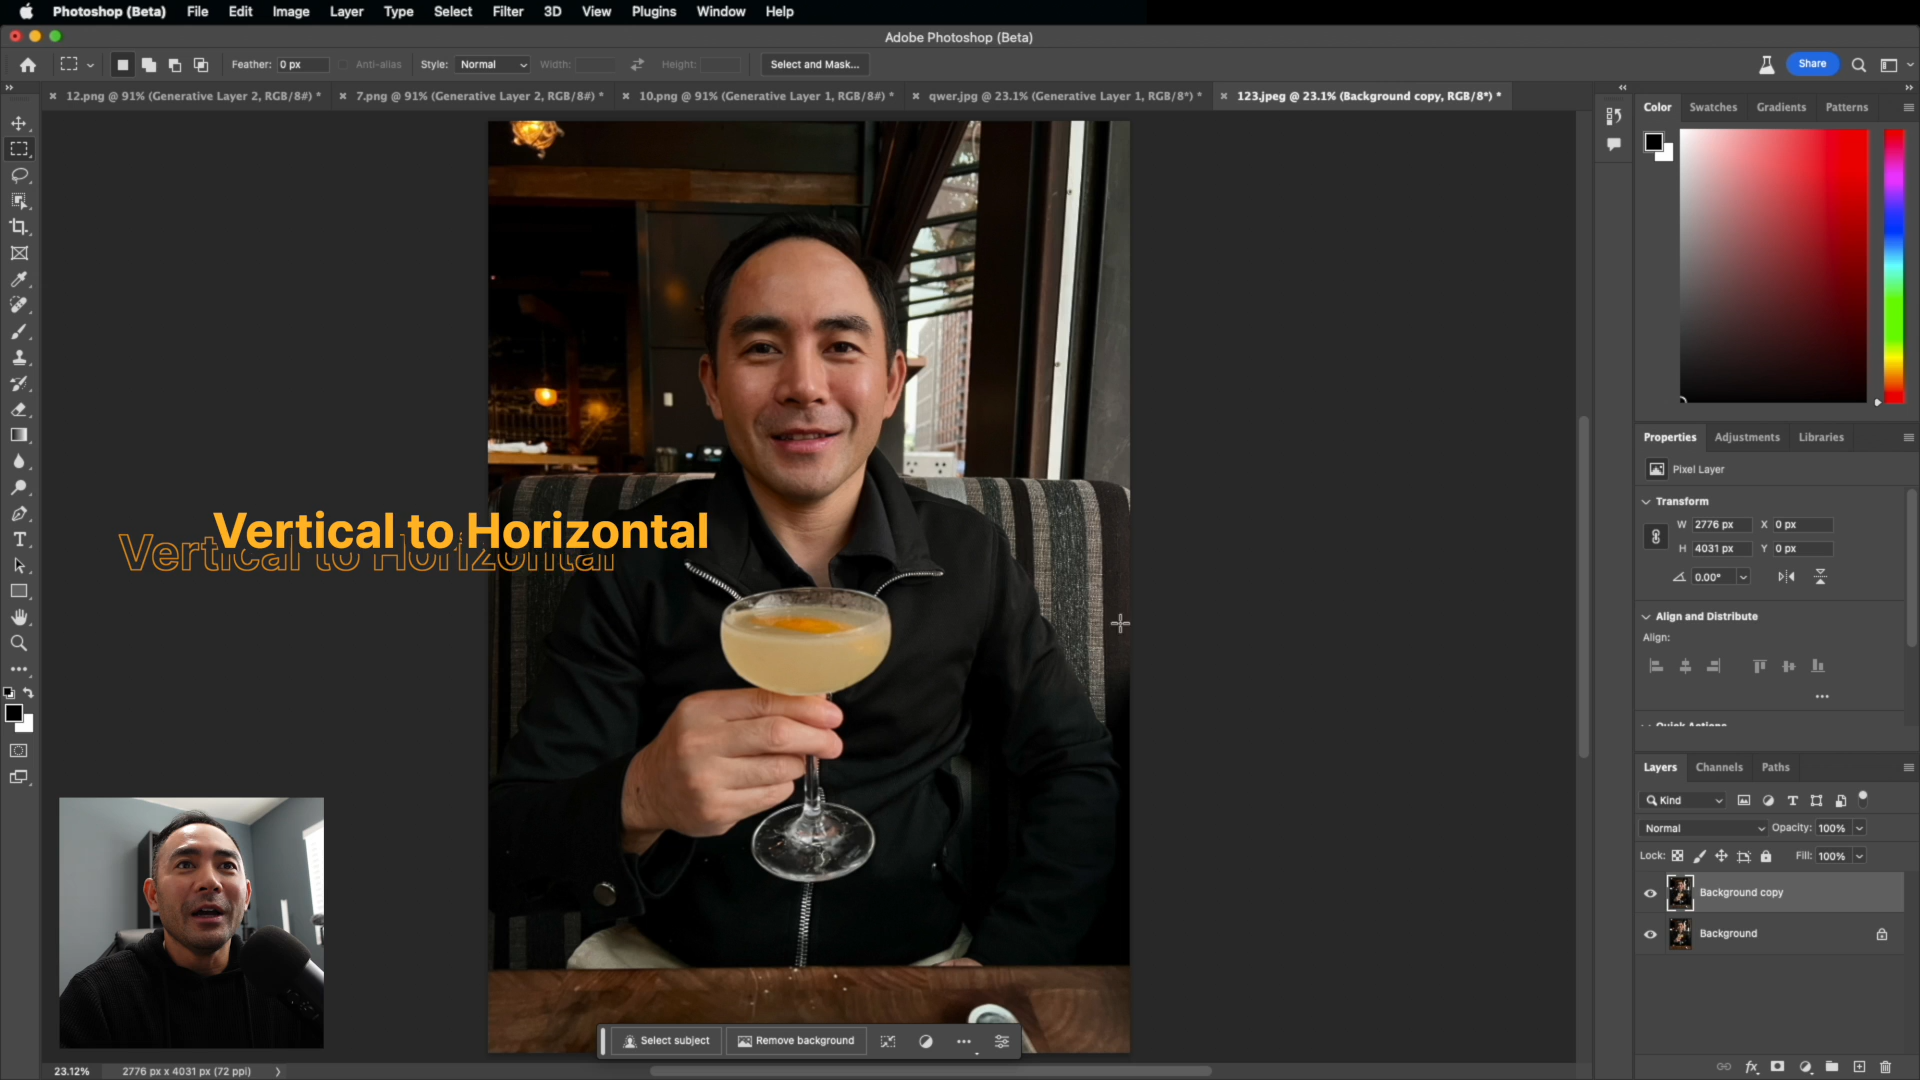 Photoshop (Beta) File Edit Image Layer Type Select Filter 3D View Plugins Window Help
Adobe Photoshop (Beta)
Feather: 0 px Anti-alias Style: Normal Width: Height: Select and Mask... Share
12.png @ 91% (Generative Layer 2, RGB/8#) * 7.png @ 91% (Generative Layer 2, RGB/8#) * 10.png @ 91% (Generative Layer 1, RGB/8#) * qwer.jpg @ 23.1% (Generative Layer 1, RGB/8*) * 123.jpeg @ 23.1% (Background copy, RGB/8*) *
Color Swatches Gradients Patterns
Properties Adjustments Libraries
Pixel Layer
Transform
W 2776 px X 0 px
H 4031 px Y 0 px
0.00°
Align and Distribute
Align:
Quick Actions
Vertical to Horizontal
Vertical to Horizontal
Layers Channels Paths
Kind
Normal Opacity: 100%
Lock: Fill: 100%
Background copy
Background
Select subject Remove background
23.12% 2776 px x 4031 px (72 ppi)